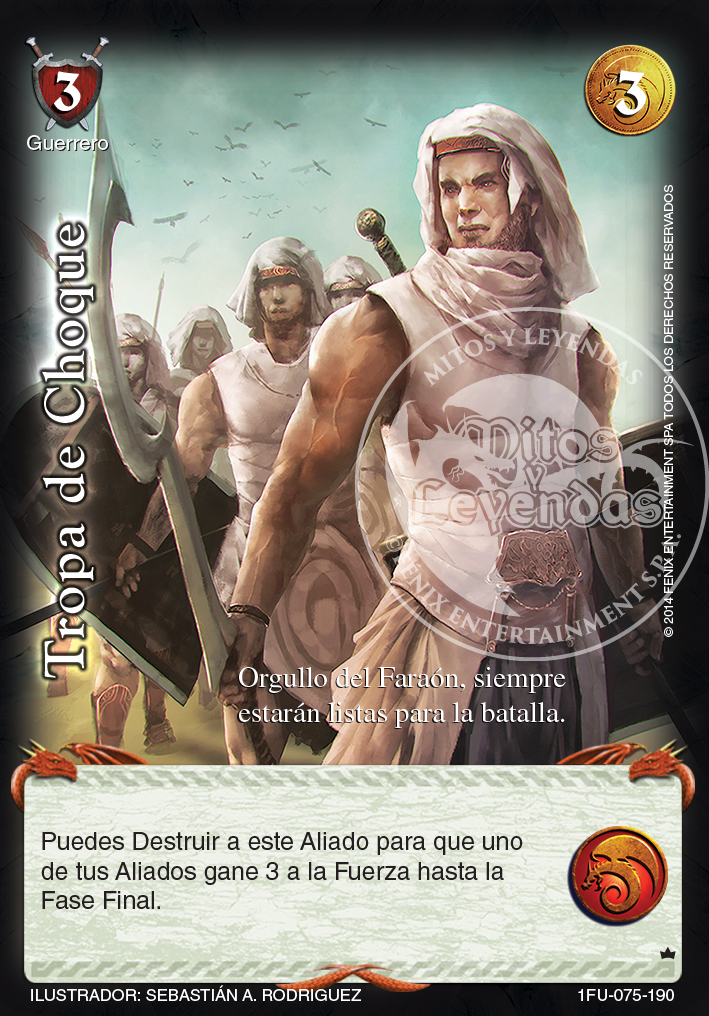 3
3
Guerrero
Tropa de Choque
© 2014 FENIX ENTERTAINMENT SPA TODOS LOS DERECHOS RESERVADOS
MITOS Y LEYENDAS
Mitos
y
Leyendas
© FENIX ENTERTAINMENT S.P.A.
Orgullo del Faraón, siempre
estarán listas para la batalla.
Puedes Destruir a este Aliado para que uno
de tus Aliados gane 3 a la Fuerza hasta la
Fase Final.
ILUSTRADOR: SEBASTIÁN A. RODRIGUEZ
1FU-075-190